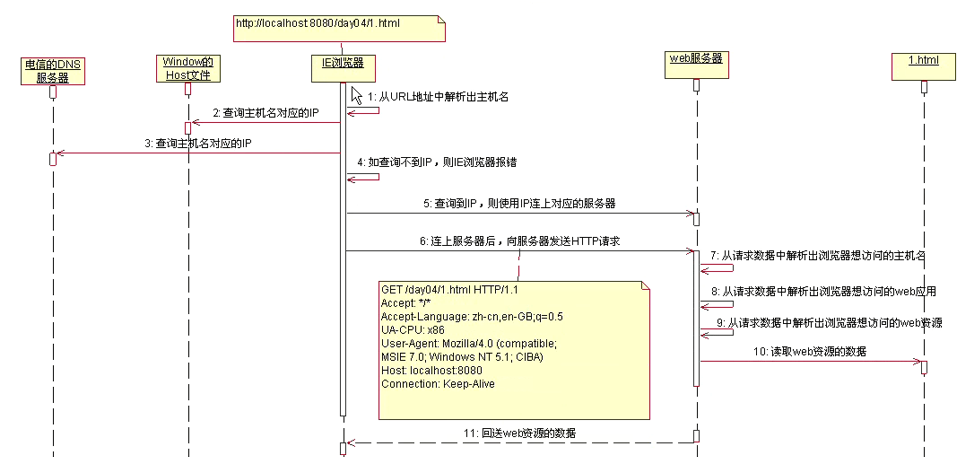 http://localhost:8080/day04/1.html
电信的DNS
服务器
Window的
Host文件
IE浏览器
web服务器
1.html
1: 从URL地址中解析出主机名
2: 查询主机名对应的IP
3: 查询主机名对应的IP
4: 如查询不到IP，则IE浏览器报错
5: 查询到IP，则使用IP连上对应的服务器
6: 连上服务器后，向服务器发送HTTP请求
7: 从请求数据中解析出浏览器想访问的主机名
GET /day04/1.html HTTP/1.1
Accept: */*
Accept-Language: zh-cn,en-GB;q=0.5
UA-CPU: x86
User-Agent: Mozilla/4.0 (compatible;
MSIE 7.0; Windows NT 5.1; CIBA)
Host: localhost:8080
Connection: Keep-Alive
8: 从请求数据中解析出浏览器想访问的web应用
9: 从请求数据中解析出浏览器想访问的web资源
10: 读取web资源的数据
11: 回送web资源的数据